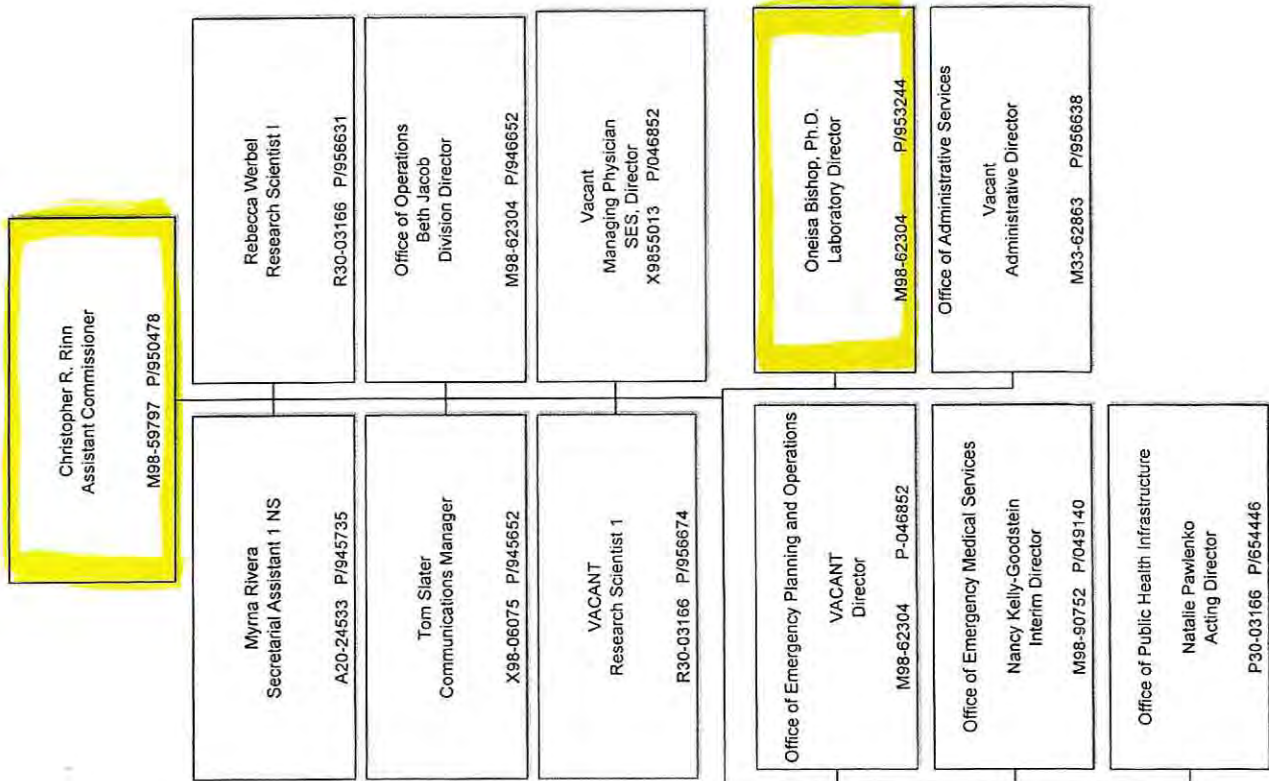 Christopher R. Rinn
Assistant Commissioner
M98-59797 P/950478
Myrna Rivera
Secretarial Assistant 1 NS
A20-24533 P/945735
Rebecca Werbel
Research Scientist I
R30-03166 P/956631
Tom Slater
Communications Manager
X98-06075 P/945652
Office of Operations
Beth Jacob
Division Director
M98-62304 P/946652
VACANT
Research Scientist 1
R30-03166 P/956674
Vacant
Managing Physician
SES, Director
X9855013 P/046852
Office of Emergency Planning and Operations
VACANT
Director
M98-62304 P-046852
Oneisa Bishop, Ph.D.
Laboratory Director
M98-62304 P/953244
Office of Emergency Medical Services
Nancy Kelly-Goodstein
Interim Director
M98-90752 P/049140
Office of Administrative Services
Vacant
Administrative Director
M33-62863 P/956638
Office of Public Health Infrastructure
Natalie Pawlenko
Acting Director
P30-03166 P/654446